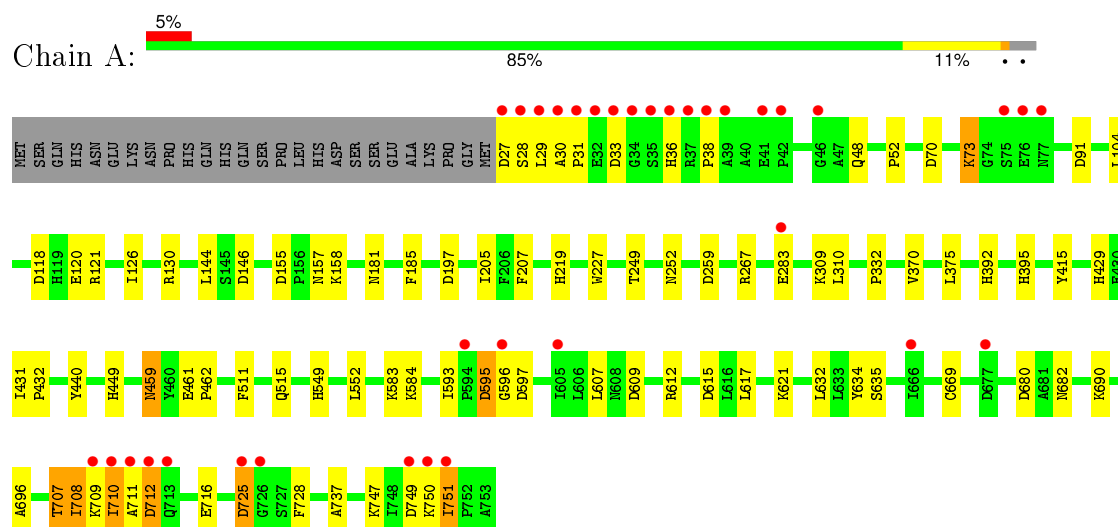 5%
Chain A:
85%
11%
• •
MET SER GLN HIS ASN GLU LYS ASN PRO HIS GLN HIS GLN SER PRO LEU HIS ASP SER SER GLU ALA LYS PRO GLY MET D27 S28 L29 A30 P31 E32 D33 G34 S35 H36 R37 P38 A39 A40 E41 P42 G46 A47 Q48 P52 D70 K73 G74 S75 E76 N77 D91 L104
D118 H119 E120 R121 I126 R130 L144 S145 D146 D155 P156 N157 K158 N181 F185 D197 I205 F206 F207 H219 W227 T249 N252 D259 R267 E283 K309 L310 P332 V370 L375 H392 H395 Y415 H429 E430
I431 P432 Y440 H449 N459 Y460 E461 P462 F511 Q515 H549 L552 K583 K584 I593 P594 D595 G596 D597 I605 L606 L607 N608 D609 R612 D615 L616 L617 K621 L632 L633 Y634 S635 I666 C669 D677 D680 A681 N682 K690
A696 T707 I708 K709 I710 A711 D712 Q713 E716 D725 G726 S727 F728 A737 K747 I748 D749 K750 I751 P752 A753